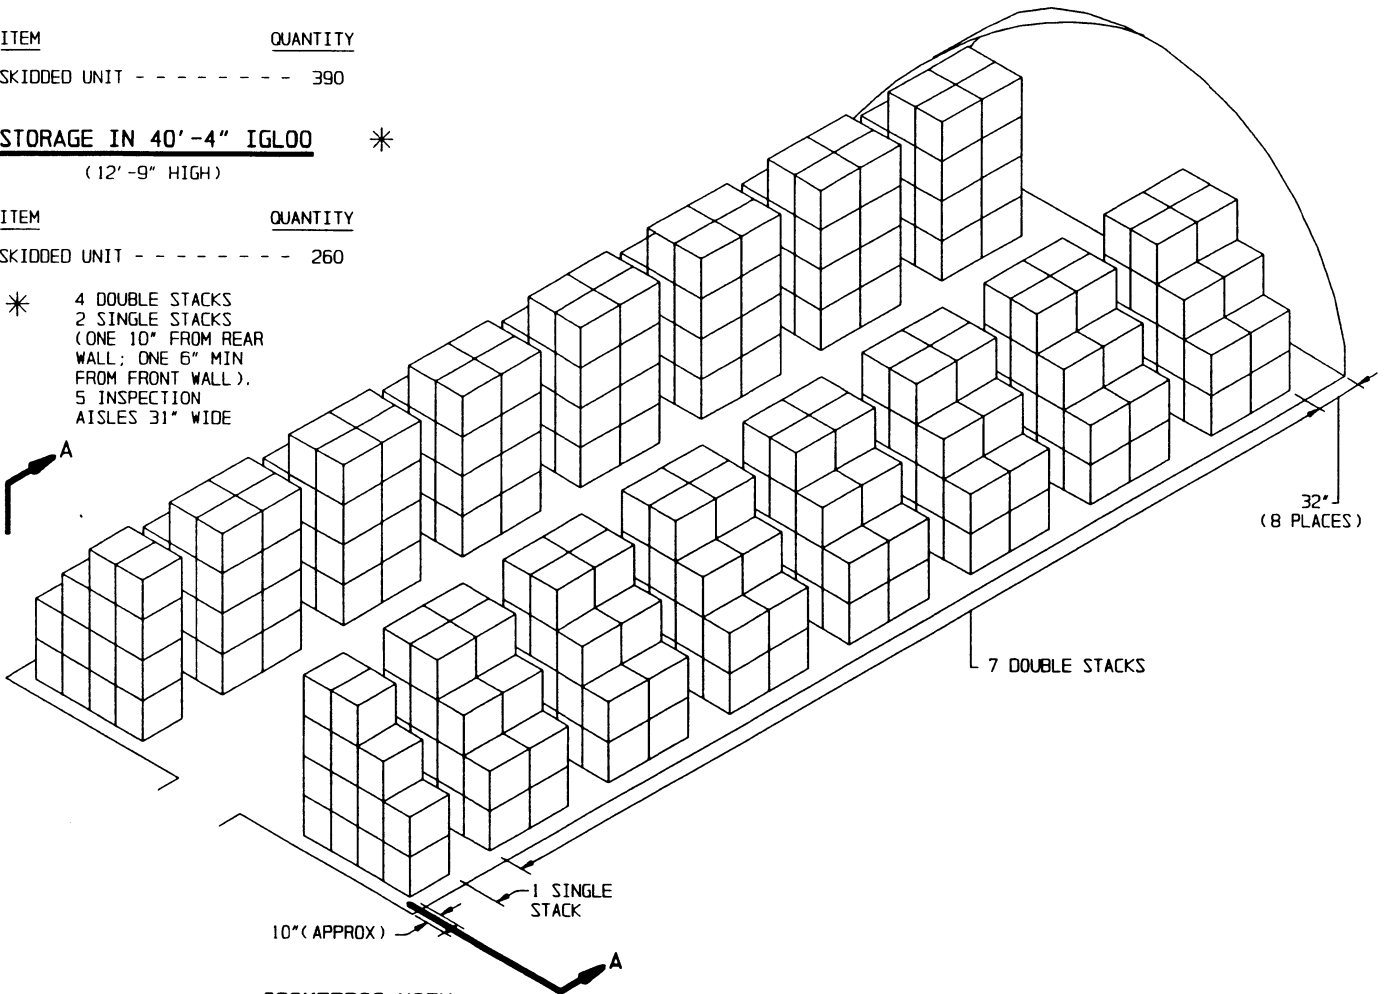 ITEM QUANTITY
SKIDDED UNIT - - - - - - - - 390
STORAGE IN 40'-4" IGLOO *
(12'-9" HIGH)
ITEM QUANTITY
SKIDDED UNIT - - - - - - - - 260
* 4 DOUBLE STACKS
2 SINGLE STACKS
(ONE 10" FROM REAR
WALL; ONE 6" MIN
FROM FRONT WALL).
5 INSPECTION
AISLES 31" WIDE
A
32"
(8 PLACES)
7 DOUBLE STACKS
1 SINGLE
STACK
10"(APPROX)
A